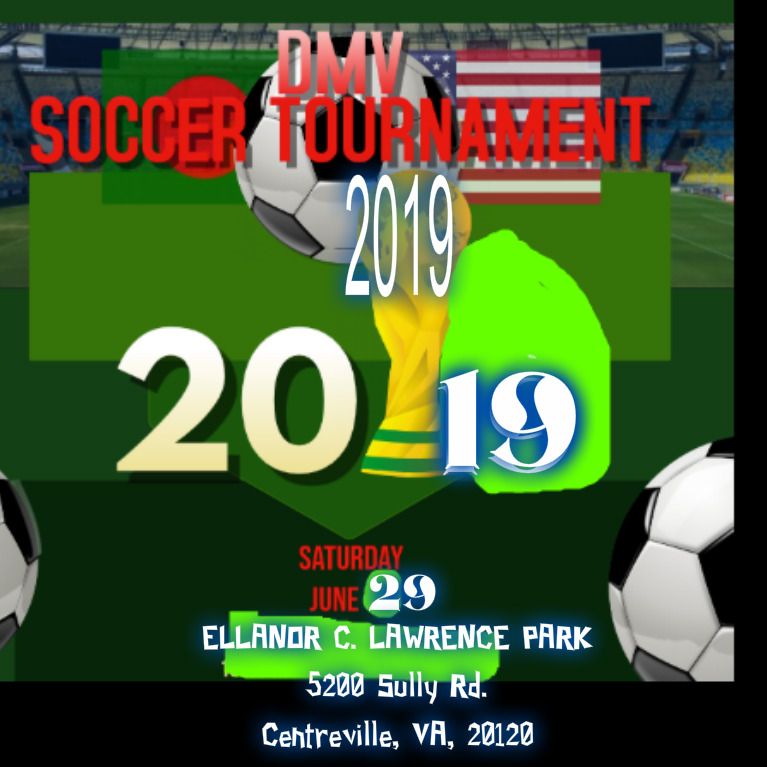 DMV
SOCCER TOURNAMENT
2019
2019
SATURDAY
JUNE 29
ELLANOR C. LAWRENCE PARK
5200 Sully Rd.
Centreville, VA, 20120